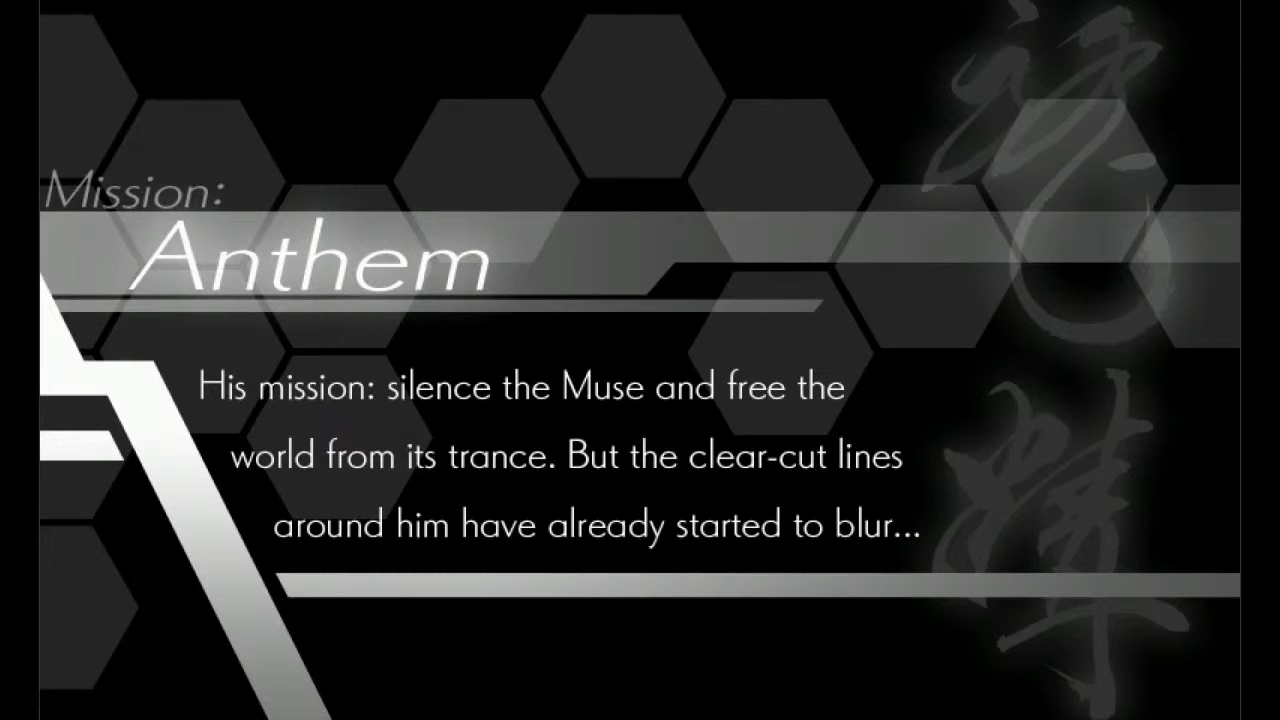 Mission:
Anthem
His mission: silence the Muse and free the
world from its trance. But the clear-cut lines
around him have already started to blur...